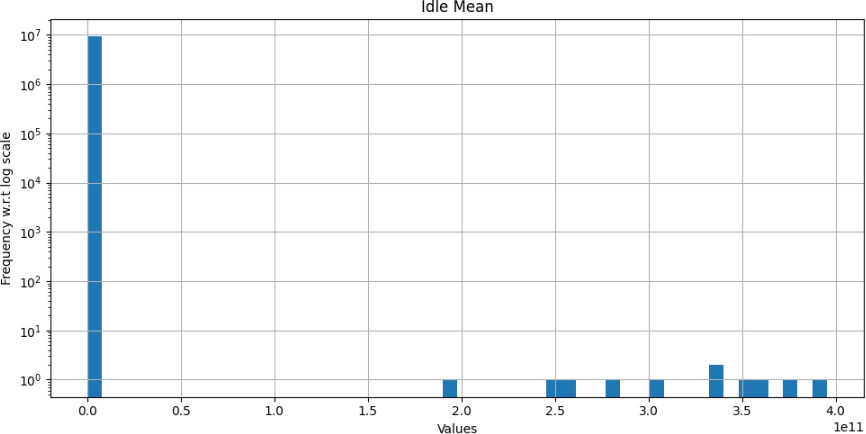 Idle Mean
Frequency w.r.t log scale
10⁷
10⁶
10⁵
10⁴
10³
10²
10¹
10⁰
0.0 0.5 1.0 1.5 2.0 2.5 3.0 3.5 4.0
1e11
Values